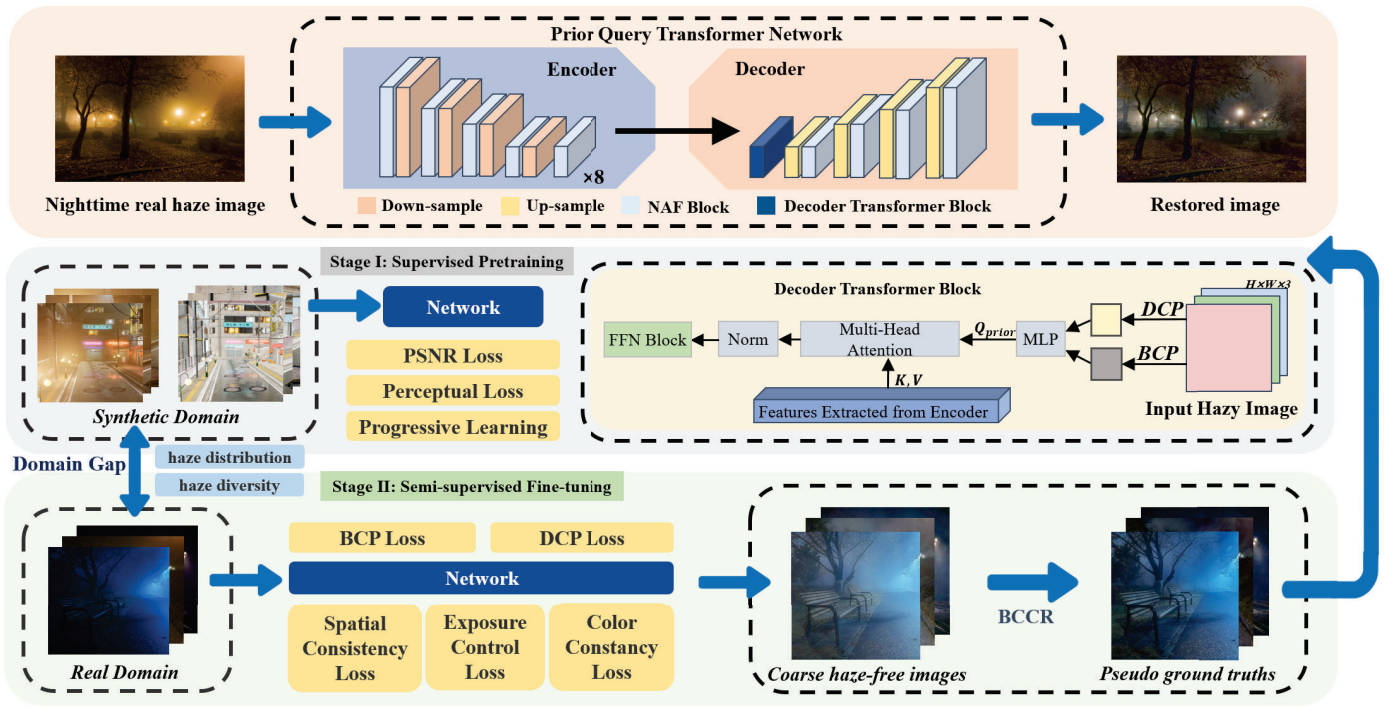 Prior Query Transformer Network
Encoder
Decoder
×8
Down-sample
Up-sample
NAF Block
Decoder Transformer Block
Nighttime real haze image
Restored image
Stage I: Supervised Pretraining
Network
PSNR Loss
Perceptual Loss
Progressive Learning
Synthetic Domain
Decoder Transformer Block
H×W×3
DCP
BCP
MLP
Qprior
Multi-Head
Attention
Norm
FFN Block
K,V
Features Extracted from Encoder
Input Hazy Image
Domain Gap
haze distribution
haze diversity
Stage II: Semi-supervised Fine-tuning
BCP Loss
DCP Loss
Network
Spatial
Consistency
Loss
Exposure
Control
Loss
Color
Constancy
Loss
Real Domain
BCCR
Coarse haze-free images
Pseudo ground truths